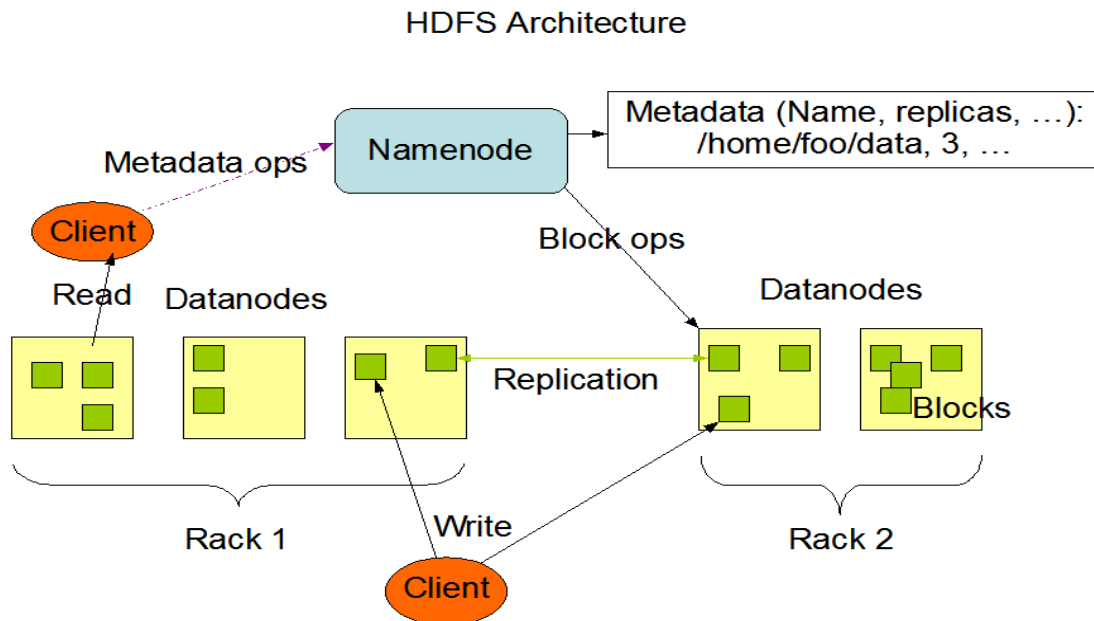 HDFS Architecture
Metadata (Name, replicas, …):
/home/foo/data, 3, …
Namenode
Metadata ops
Client
Block ops
Read
Datanodes
Datanodes
Replication
Blocks
Rack 1
Write
Rack 2
Client